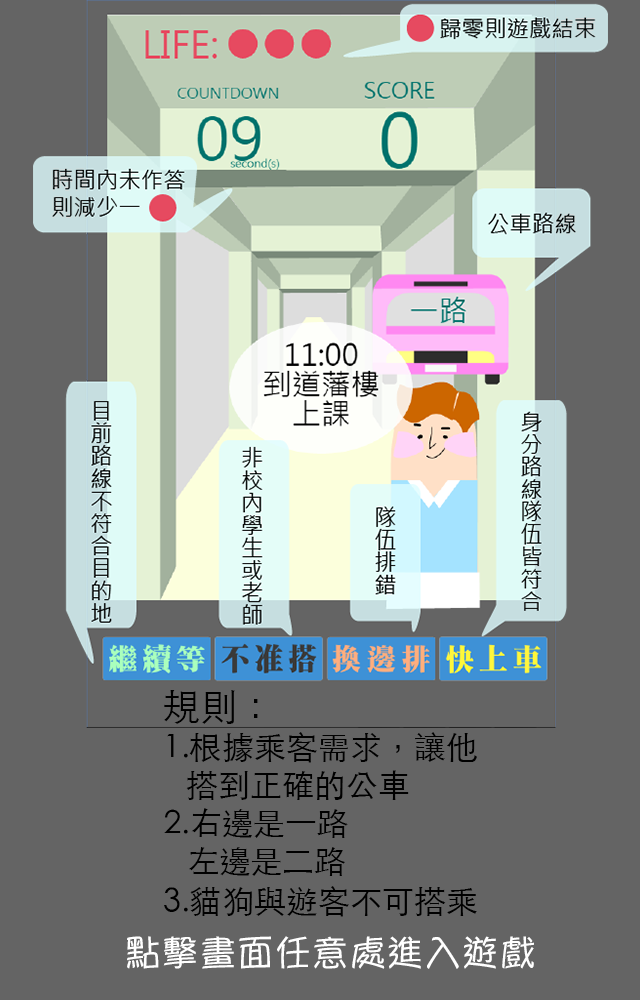 LIFE:
歸零則遊戲結束
COUNTDOWN
SCORE
09
second(s)
0
時間內未作答
則減少一
公車路線
一路
11:00
到道藩樓
上課
目前路線不符合目的地
非校內學生或老師
隊伍排錯
身分路線隊伍皆符合
繼續等
不准搭
換邊排
快上車
規則：
1.根據乘客需求，讓他
搭到正確的公車
2.右邊是一路
左邊是二路
3.貓狗與遊客不可搭乘
點擊畫面任意處進入遊戲